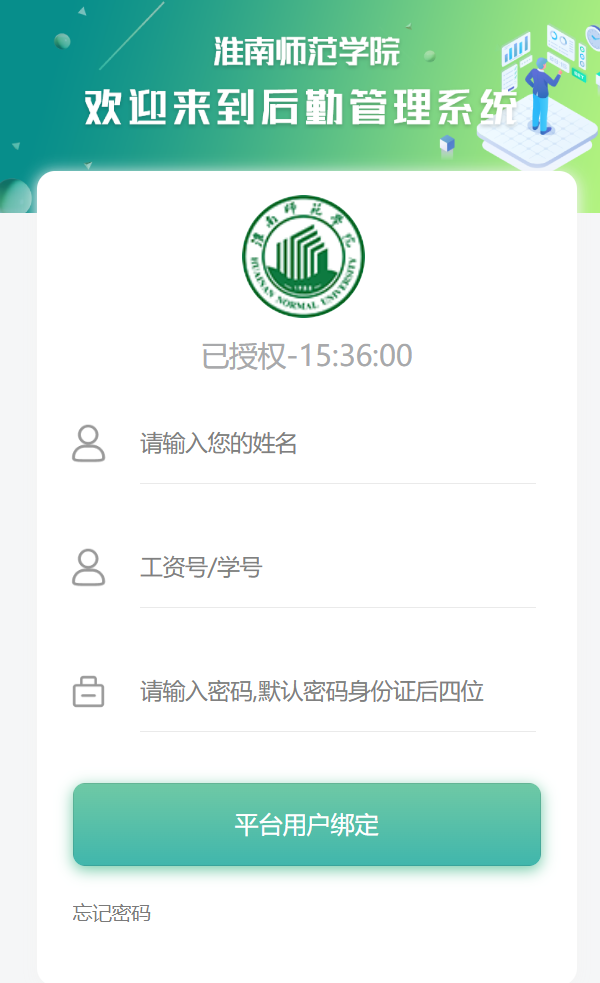 淮南师范学院
欢迎来到后勤管理系统
淮南师范学院
HUAINAN NORMAL UNIVERSITY
已授权-15:36:00
请输入您的姓名
工资号/学号
请输入密码,默认密码身份证后四位
平台用户绑定
忘记密码